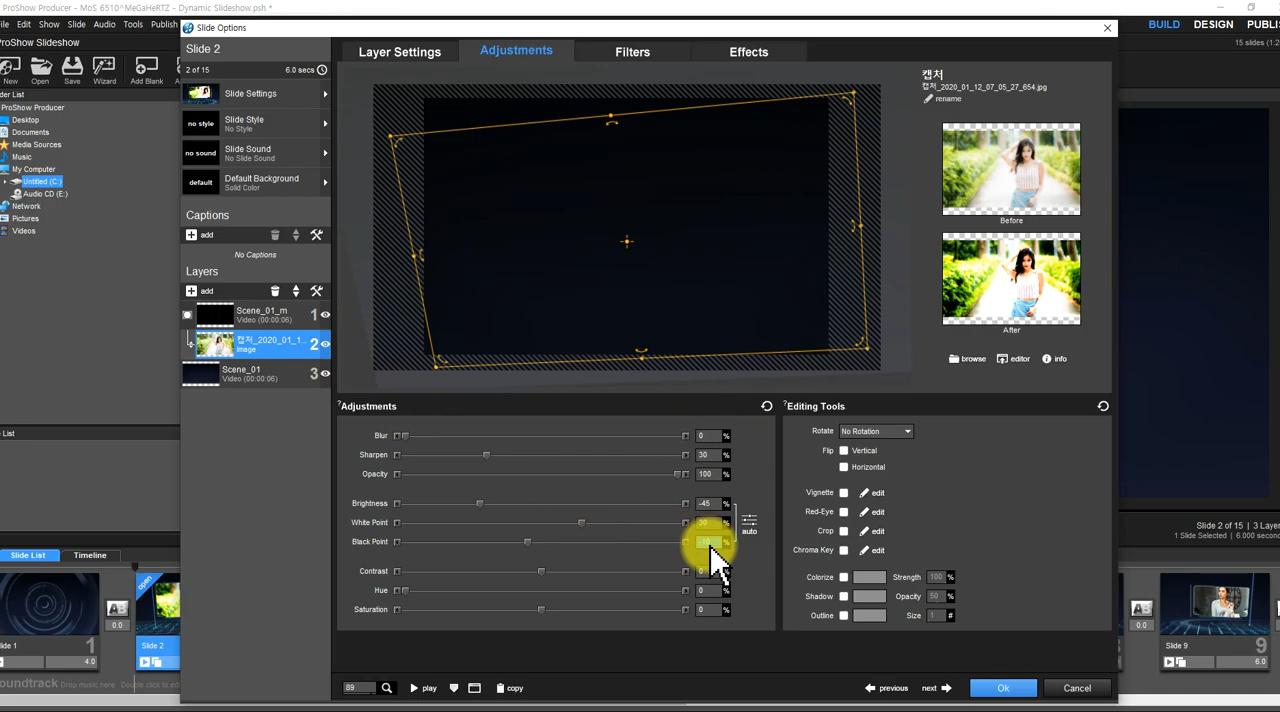 ProShow Producer - MoS 6510^MeGaHeRTZ - Dynamic Slideshow.psh *
File Edit Show Slide Audio Tools Publish
BUILD DESIGN
ProShow Slideshow
15 slides
New Open Save Wizard Add Blank
ProShow Producer
Desktop
Documents
Media Sources
Music
My Computer
Untitled (C:)
Audio CD (E:)
Network
Pictures
Videos
Slide Options
Slide 2
2 of 15 6.0 secs
Slide Settings
no style Slide Style
No Style
no sound Slide Sound
No Slide Sound
default Default Background
Solid Color
Captions
add
No Captions
Layers
add
Scene_01_m 1
Video (00:00:06)
캡처_2020_01_1... 2
Image
Scene_01 3
Video (00:00:06)
Layer Settings Adjustments Filters Effects
캡처
캡처_2020_01_12_07_05_27_654.jpg
rename
Before
After
browse editor info
?Adjustments
Blur 0 %
Sharpen 30 %
Opacity 100 %
Brightness -45 %
White Point 30 %
Black Point -10 %
auto
Contrast 0 %
Hue 0 %
Saturation 0 %
?Editing Tools
Rotate No Rotation
Flip Vertical
Horizontal
Vignette edit
Red-Eye edit
Crop edit
Chroma Key edit
Colorize Strength 100 %
Shadow Opacity 50 %
Outline Size 1 #
89 play copy previous next Ok Cancel
Slide List Timeline
Slide 2 of 15
1 Slide Selected | 6.000
open
AB
0.0
1
4.0
Slide 2
AB
0.0
Slide 9 9
6.0
soundtrack